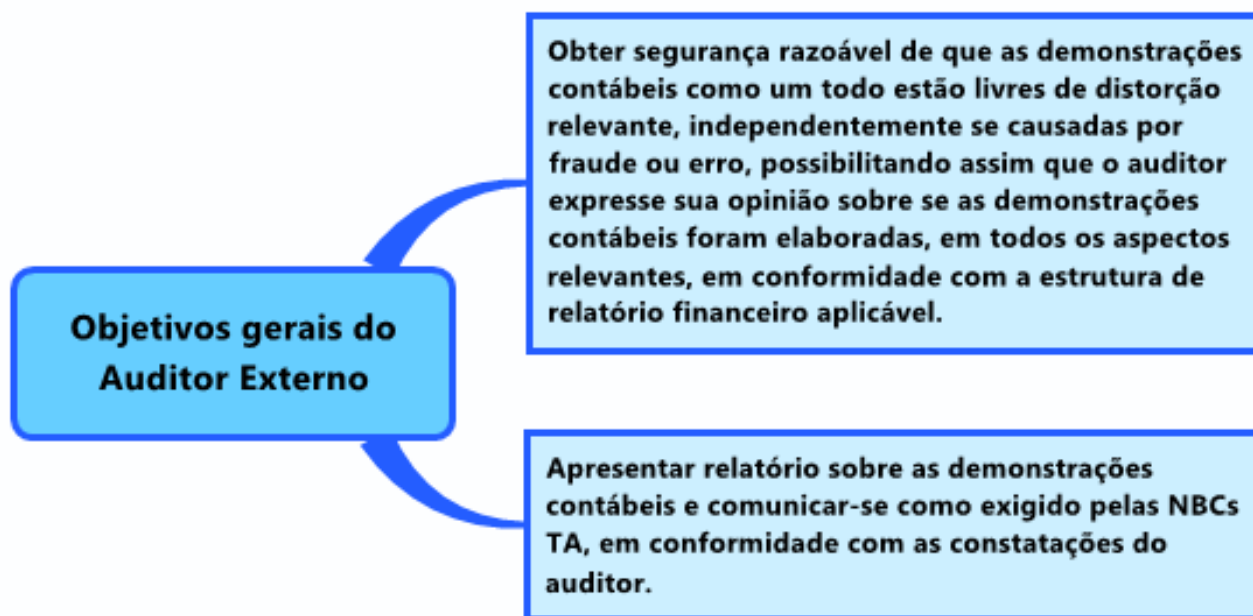 Objetivos gerais do
Auditor Externo
Obter segurança razoável de que as demonstrações
contábeis como um todo estão livres de distorção
relevante, independentemente se causadas por
fraude ou erro, possibilitando assim que o auditor
expresse sua opinião sobre se as demonstrações
contábeis foram elaboradas, em todos os aspectos
relevantes, em conformidade com a estrutura de
relatório financeiro aplicável.
Apresentar relatório sobre as demonstrações
contábeis e comunicar-se como exigido pelas NBCs
TA, em conformidade com as constatações do
auditor.